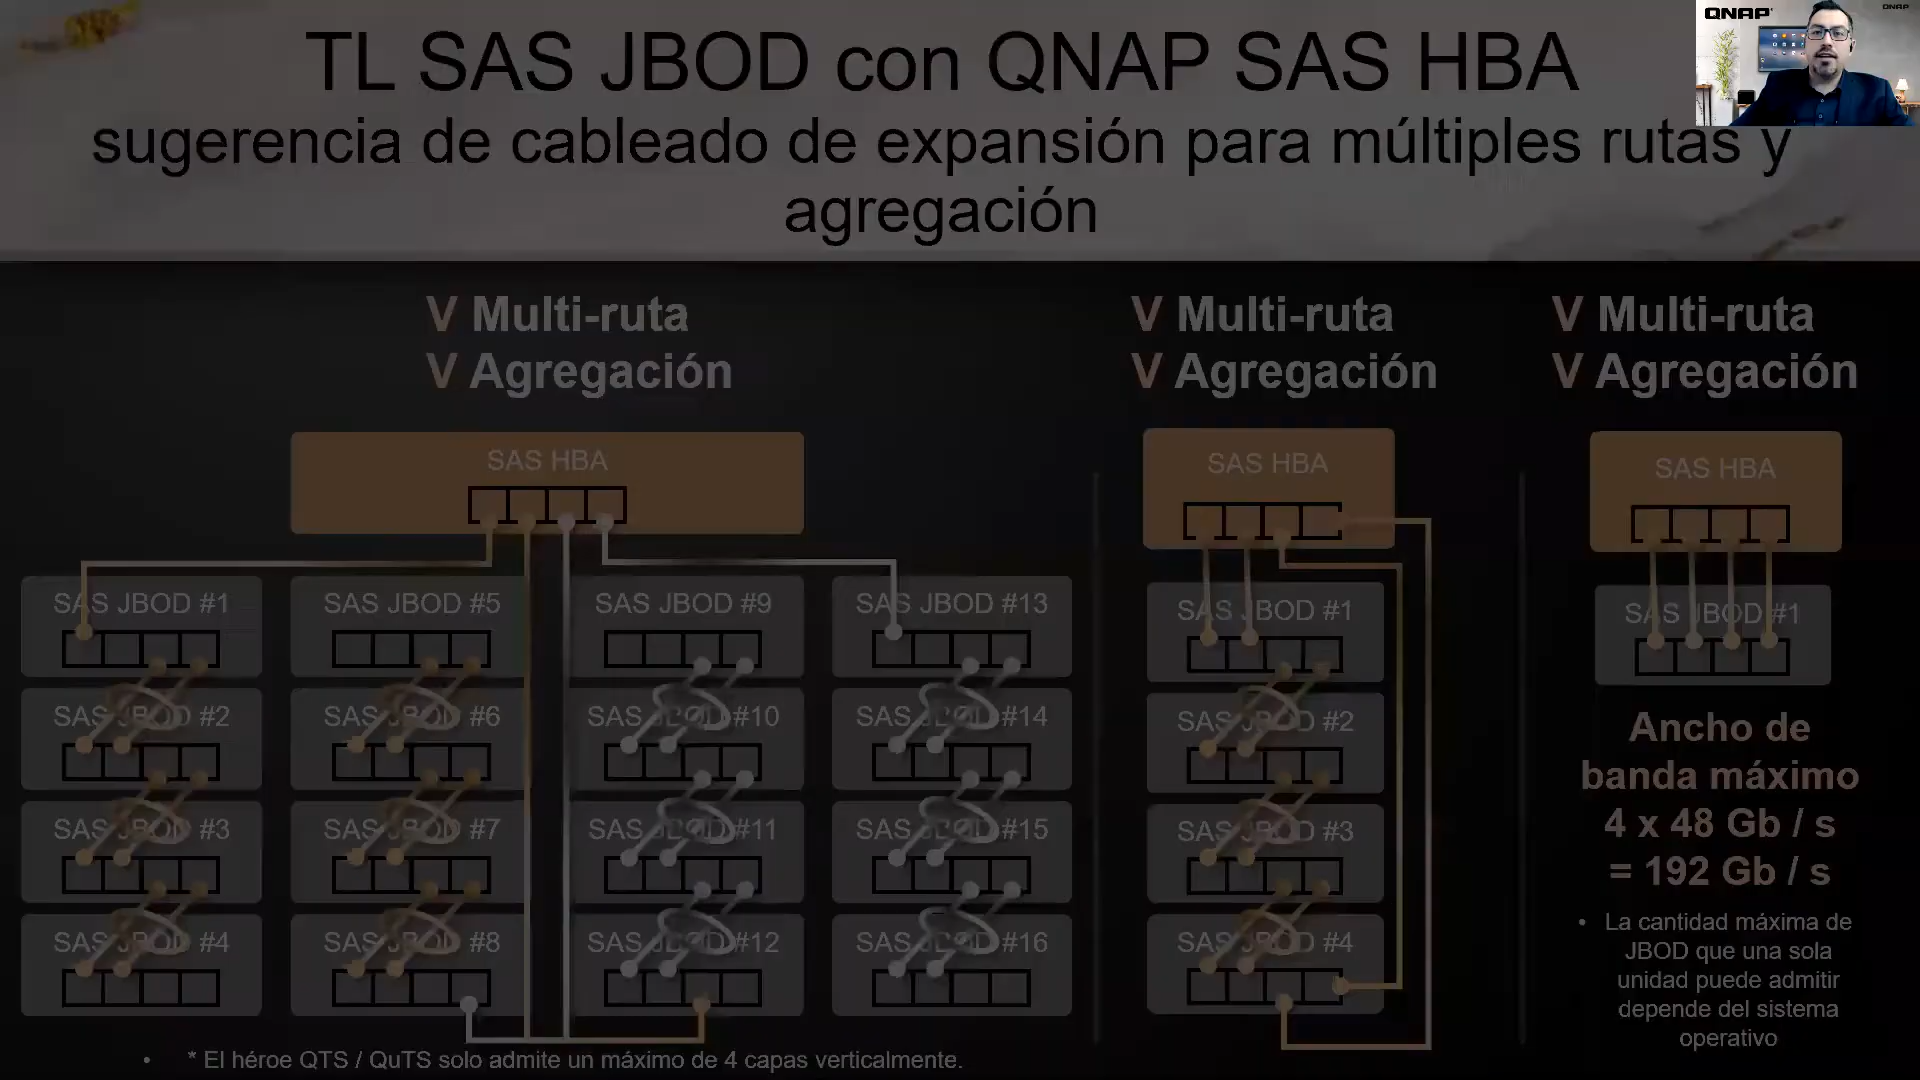 TL SAS JBOD con QNAP SAS HBA
sugerencia de cableado de expansión para múltiples rutas y
agregación
QNAP
QNAP
V Multi-ruta
V Agregación
V Multi-ruta
V Agregación
V Multi-ruta
V Agregación
SAS HBA
SAS HBA
SAS HBA
SAS JBOD #1
SAS JBOD #5
SAS JBOD #9
SAS JBOD #13
SAS JBOD #2
SAS JBOD #6
SAS JBOD #10
SAS JBOD #14
SAS JBOD #3
SAS JBOD #7
SAS JBOD #11
SAS JBOD #15
SAS JBOD #4
SAS JBOD #8
SAS JBOD #12
SAS JBOD #16
SAS JBOD #1
SAS JBOD #2
SAS JBOD #3
SAS JBOD #4
SAS JBOD #1
Ancho de
banda máximo
4 x 48 Gb / s
= 192 Gb / s
• La cantidad máxima de
JBOD que una sola
unidad puede admitir
depende del sistema
operativo
• * El héroe QTS / QuTS solo admite un máximo de 4 capas verticalmente.